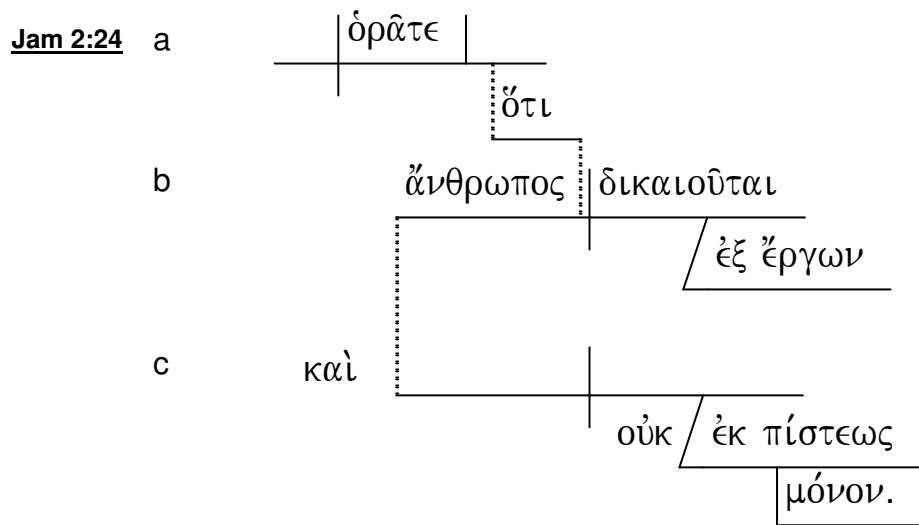 Jam 2:24 a ὁρᾶτε
ὅτι
b ἄνθρωπος δικαιοῦται
ἐξ ἔργων
c καὶ
οὐκ ἐκ πίστεως
μόνον.